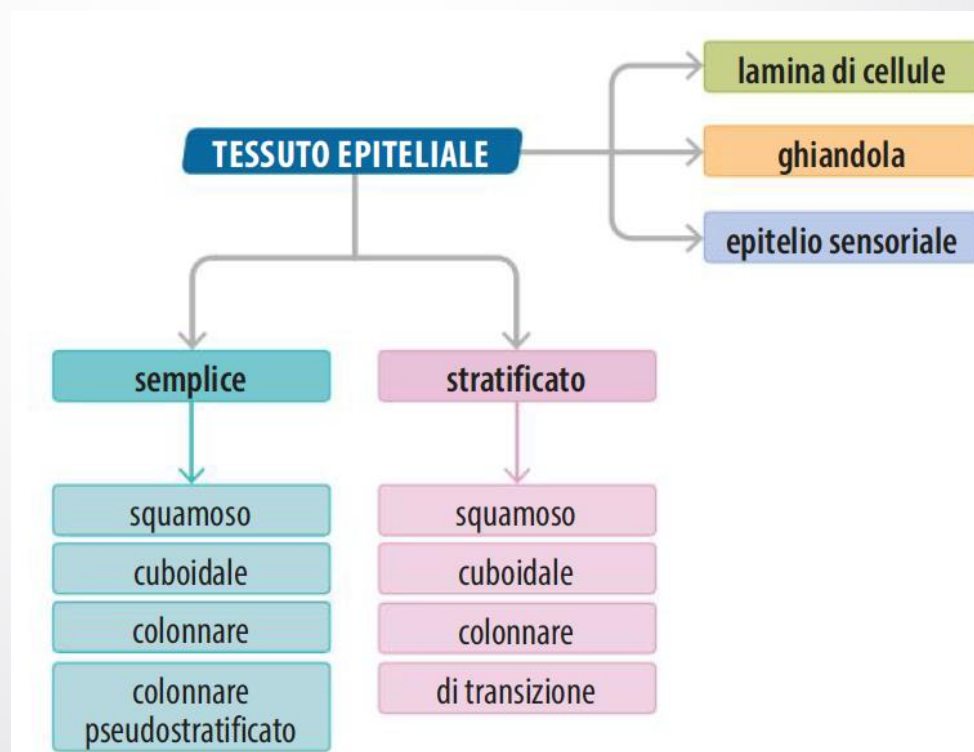 lamina di cellule
TESSUTO EPITELIALE
ghiandola
epitelio sensoriale
semplice
stratificato
squamoso
cuboidale
colonnare
colonnare
pseudostratificato
squamoso
cuboidale
colonnare
di transizione